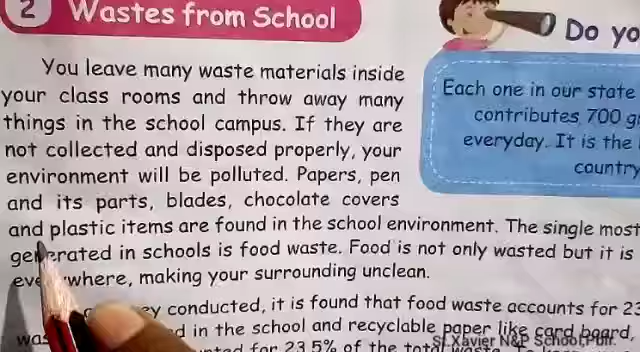 2 Wastes from School
You leave many waste materials inside
your class rooms and throw away many
things in the school campus. If they are
not collected and disposed properly, your
environment will be polluted. Papers, pen
and its parts, blades, chocolate covers
and plastic items are found in the school environment. The single most
generated in schools is food waste. Food is not only wasted but it is
everywhere, making your surrounding unclean.
conducted, it is found that food waste accounts for 23
in the school and recyclable paper like card board,
for 23.5% of the total waste.
Do yo
Each one in our state
contributes 700 g
everyday. It is the
country
St.Xavier N&P School,Pun.